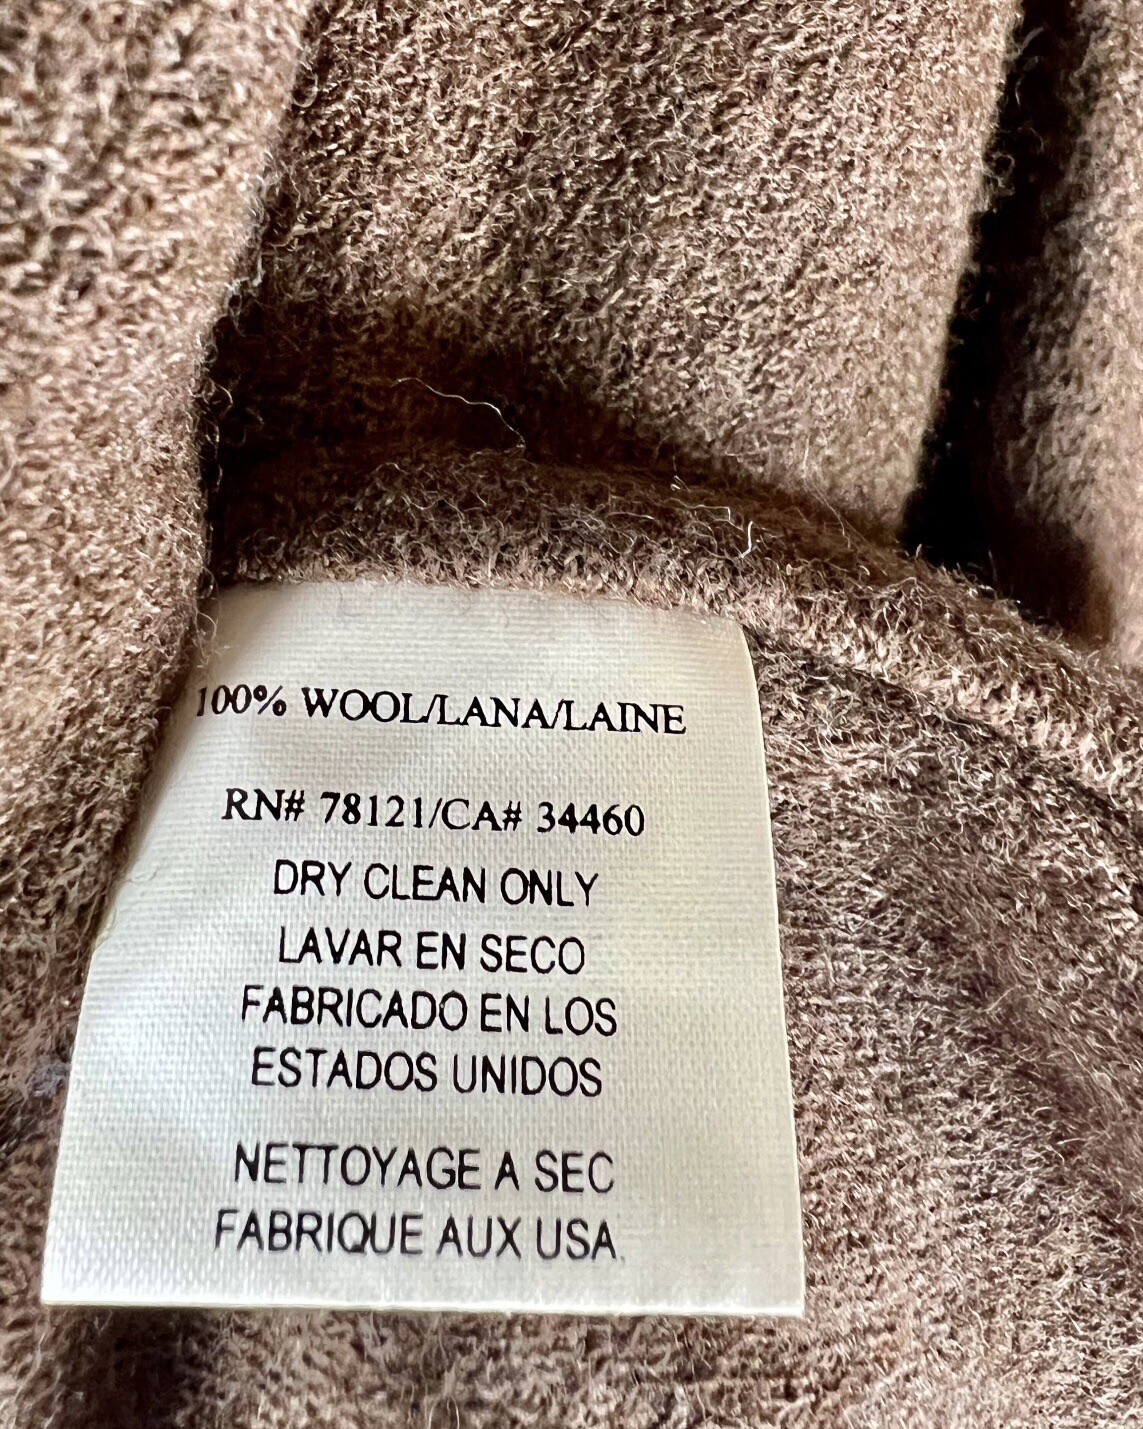 100% WOOL/LANA/LAINE
RN# 78121/CA# 34460
DRY CLEAN ONLY
LAVAR EN SECO
FABRICADO EN LOS
ESTADOS UNIDOS
NETTOYAGE A SEC
FABRIQUE AUX USA.